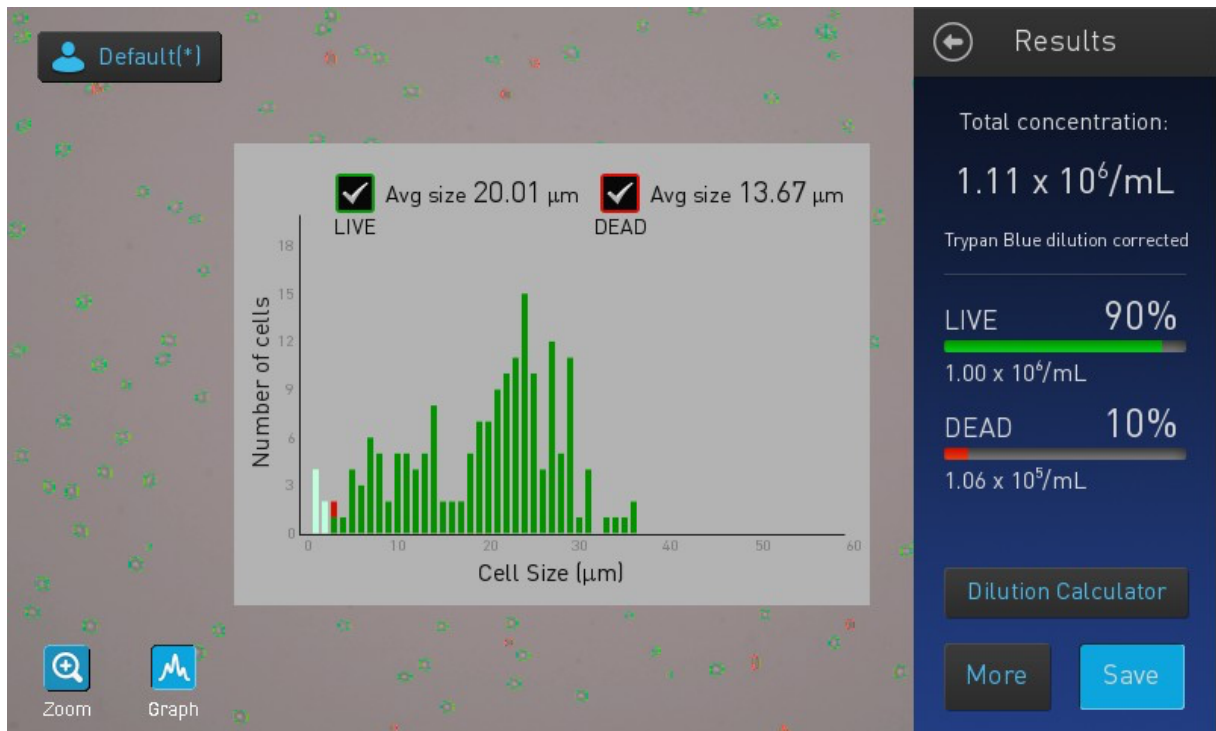 Default(*)
Results
Total concentration:
1.11 x 10⁶/mL
Trypan Blue dilution corrected
LIVE 90%
1.00 x 10⁶/mL
DEAD 10%
1.06 x 10⁵/mL
Dilution Calculator
More Save
Avg size 20.01 μm Avg size 13.67 μm
LIVE DEAD
Number of cells
18
15
12
9
6
3
0
0 10 20 30 40 50 60
Cell Size (μm)
Zoom Graph